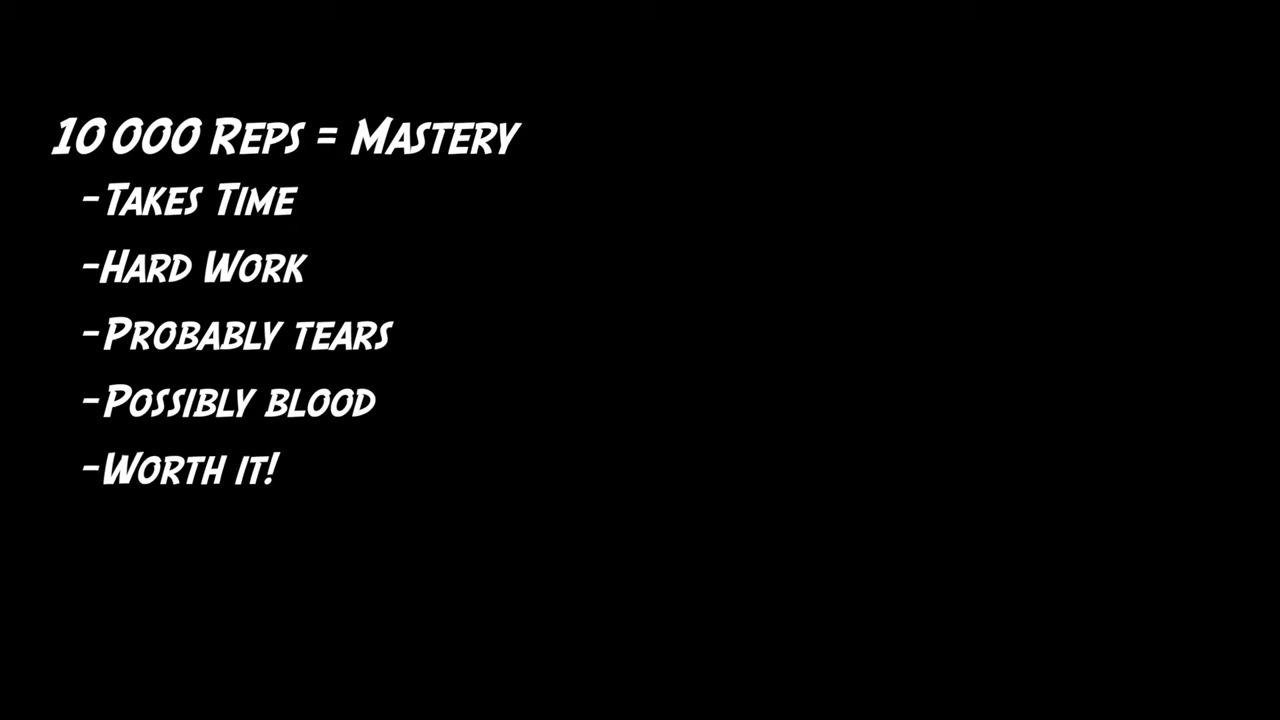 10 000 Reps = Mastery
-Takes Time
-Hard Work
-Probably tears
-Possibly blood
-Worth it!